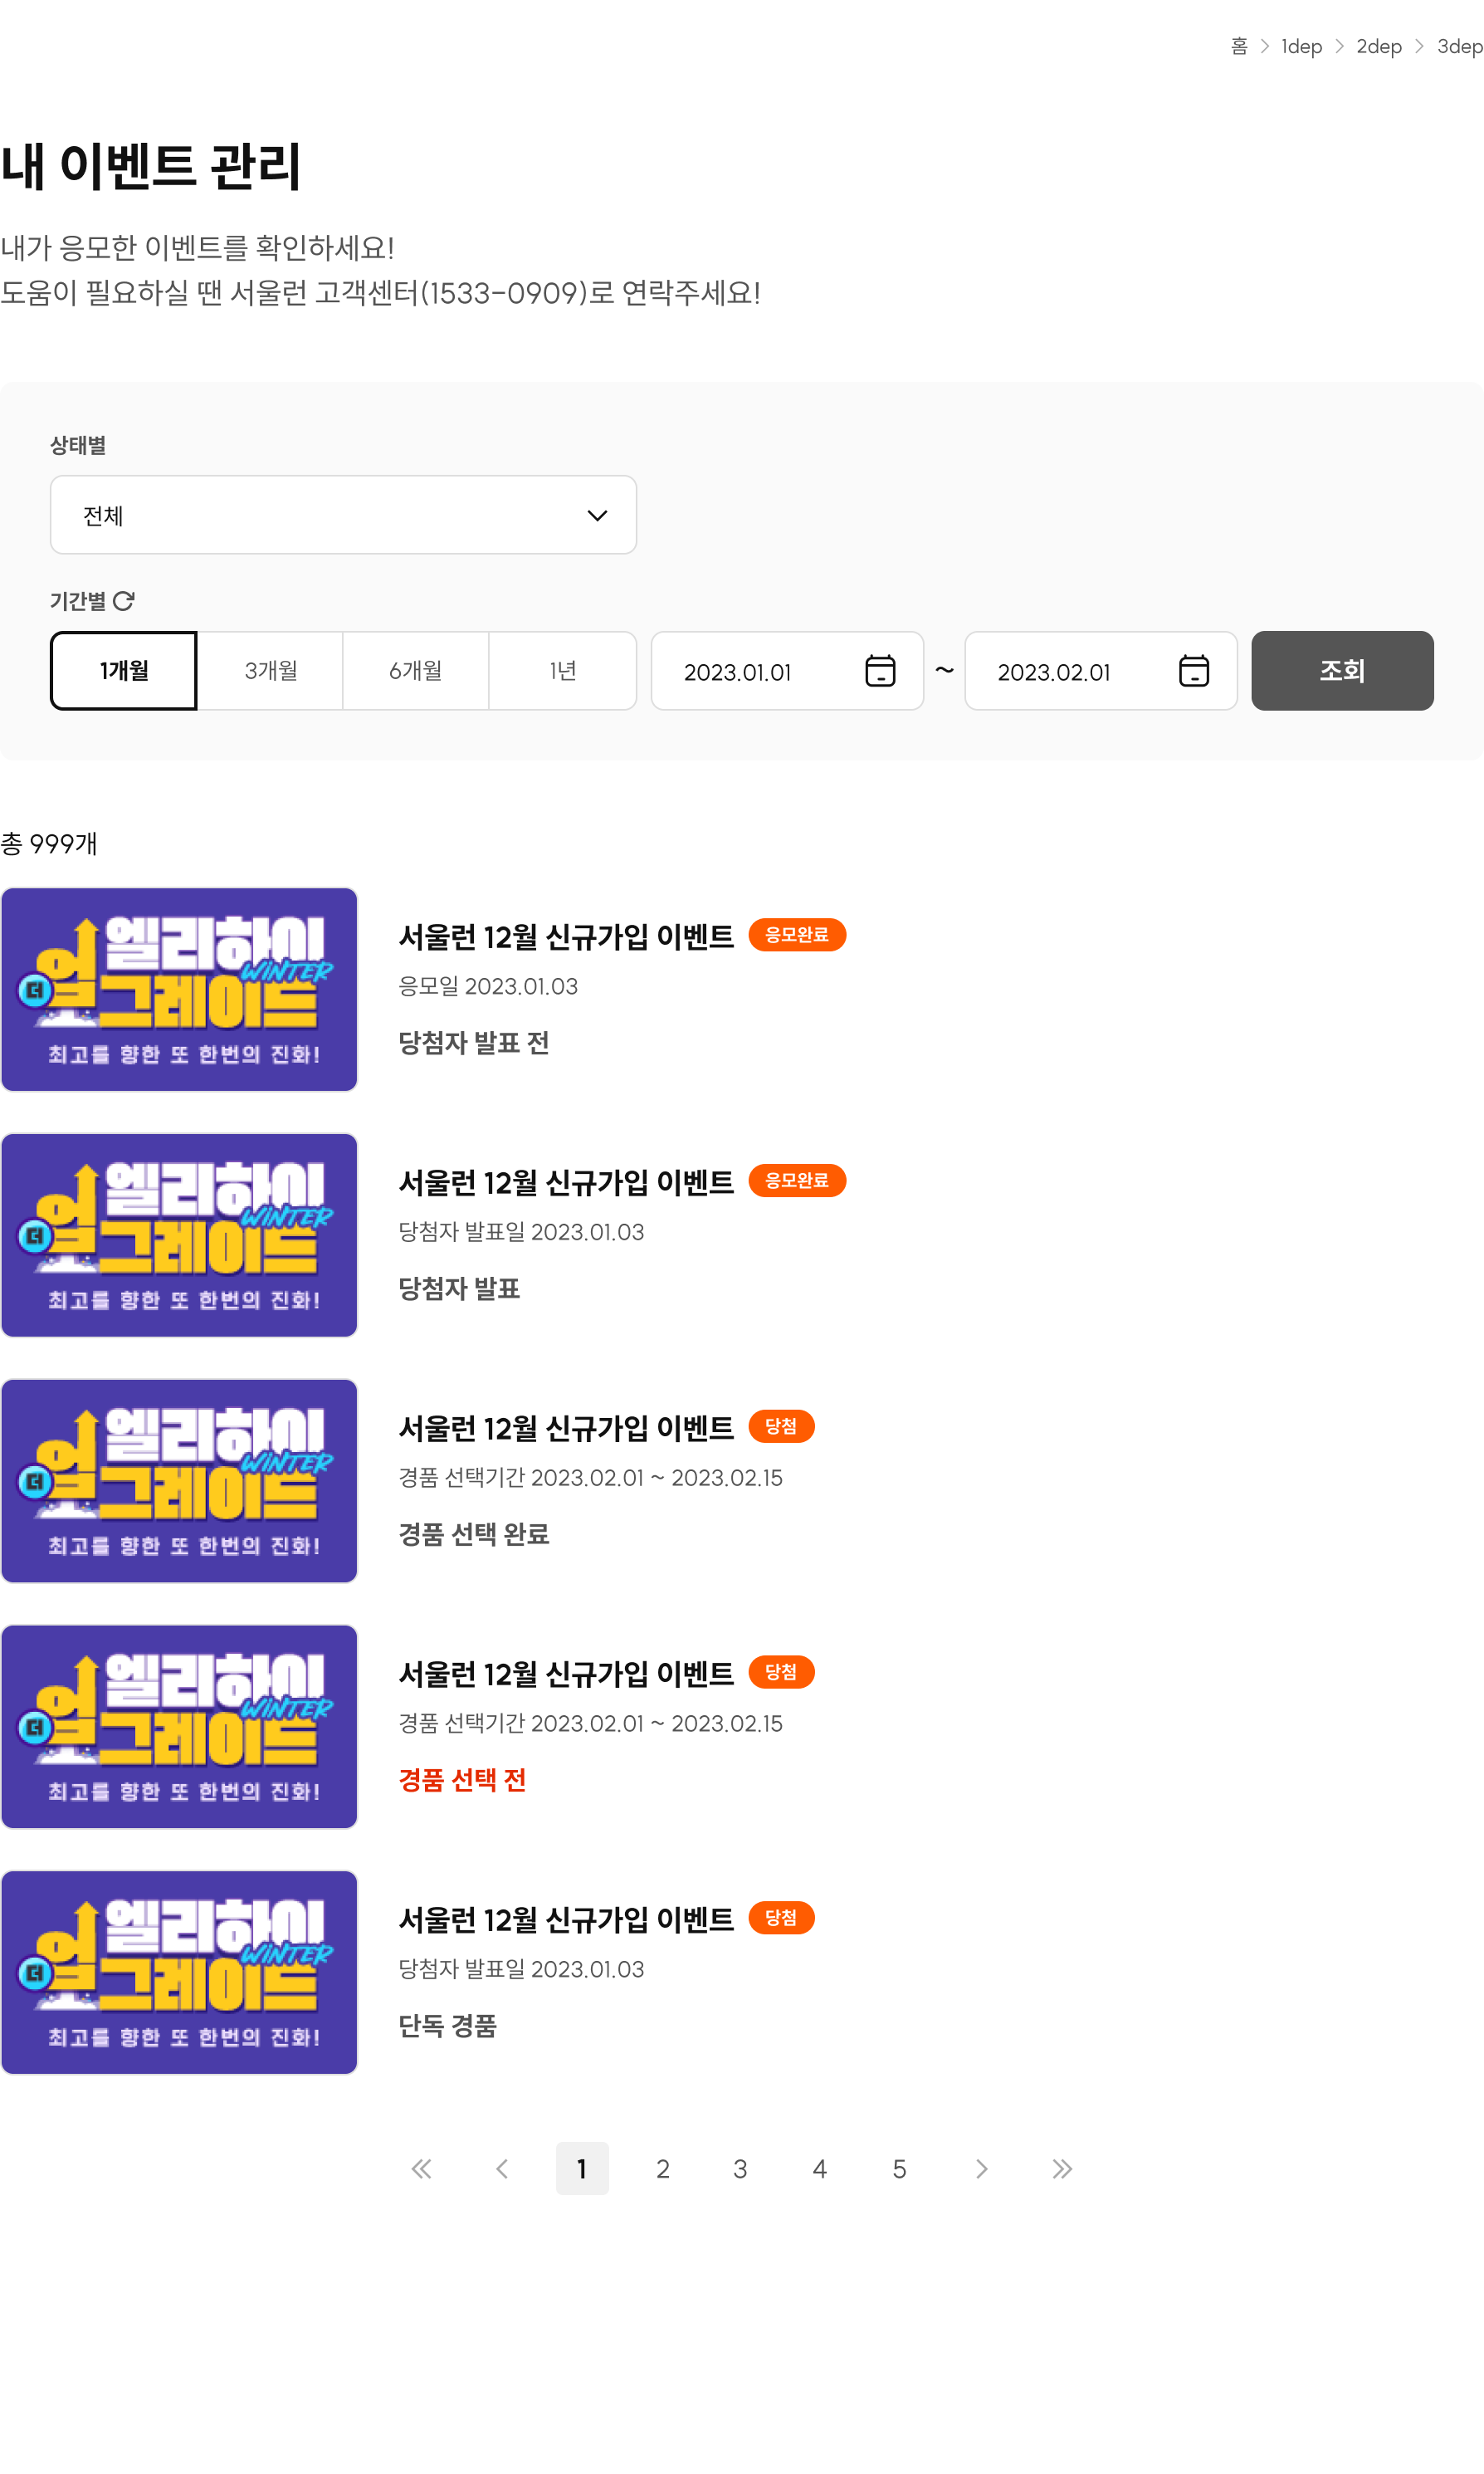 홈 > 1dep > 2dep > 3dep
내 이벤트 관리
내가 응모한 이벤트를 확인하세요!
도움이 필요하실 땐 서울런 고객센터(1533-0909)로 연락주세요!
상태별
전체
기간별
1개월 3개월 6개월 1년 2023.01.01 ~ 2023.02.01 조회
총 999개
엘리하이
WINTER
더 업그레이드
최고를 향한 또 한번의 진화!
서울런 12월 신규가입 이벤트 응모완료
응모일 2023.01.03
당첨자 발표 전
엘리하이
WINTER
더 업그레이드
최고를 향한 또 한번의 진화!
서울런 12월 신규가입 이벤트 응모완료
당첨자 발표일 2023.01.03
당첨자 발표
엘리하이
WINTER
더 업그레이드
최고를 향한 또 한번의 진화!
서울런 12월 신규가입 이벤트 당첨
경품 선택기간 2023.02.01 ~ 2023.02.15
경품 선택 완료
엘리하이
WINTER
더 업그레이드
최고를 향한 또 한번의 진화!
서울런 12월 신규가입 이벤트 당첨
경품 선택기간 2023.02.01 ~ 2023.02.15
경품 선택 전
엘리하이
WINTER
더 업그레이드
최고를 향한 또 한번의 진화!
서울런 12월 신규가입 이벤트 당첨
당첨자 발표일 2023.01.03
단독 경품
1 2 3 4 5